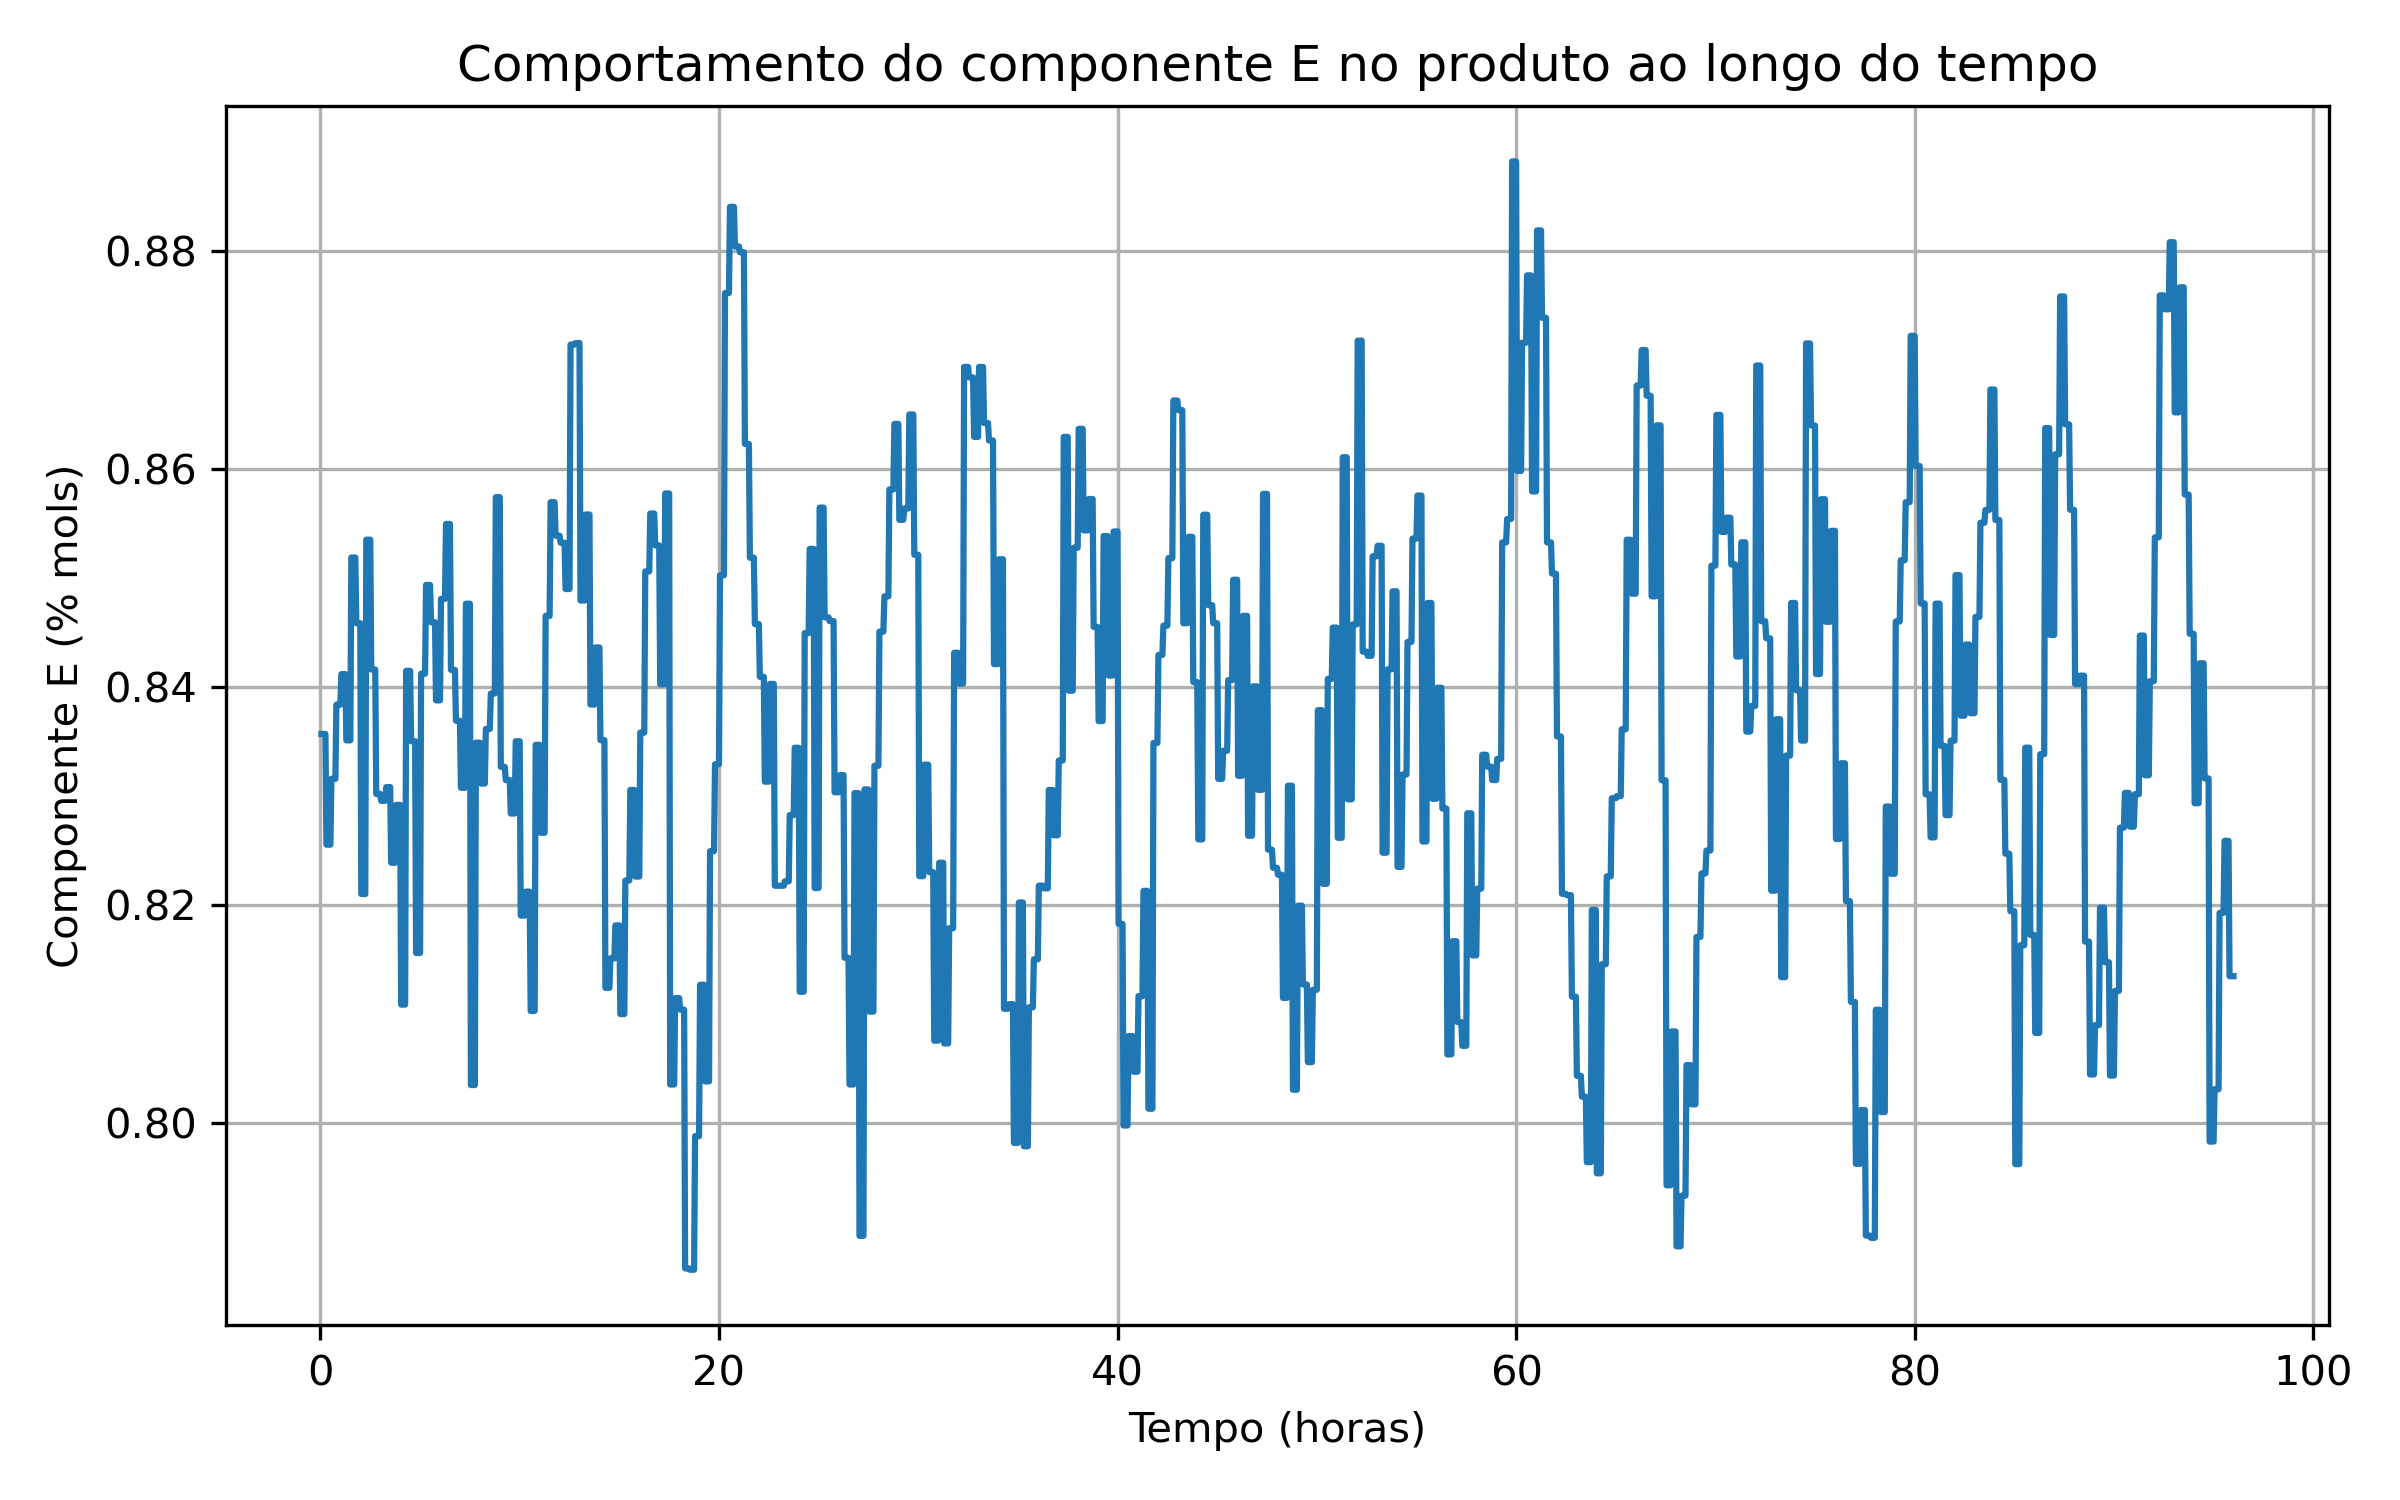 Comportamento do componente E no produto ao longo do tempo
Componente E (% mols)
0.88
0.86
0.84
0.82
0.80
0 20 40 60 80 100
Tempo (horas)